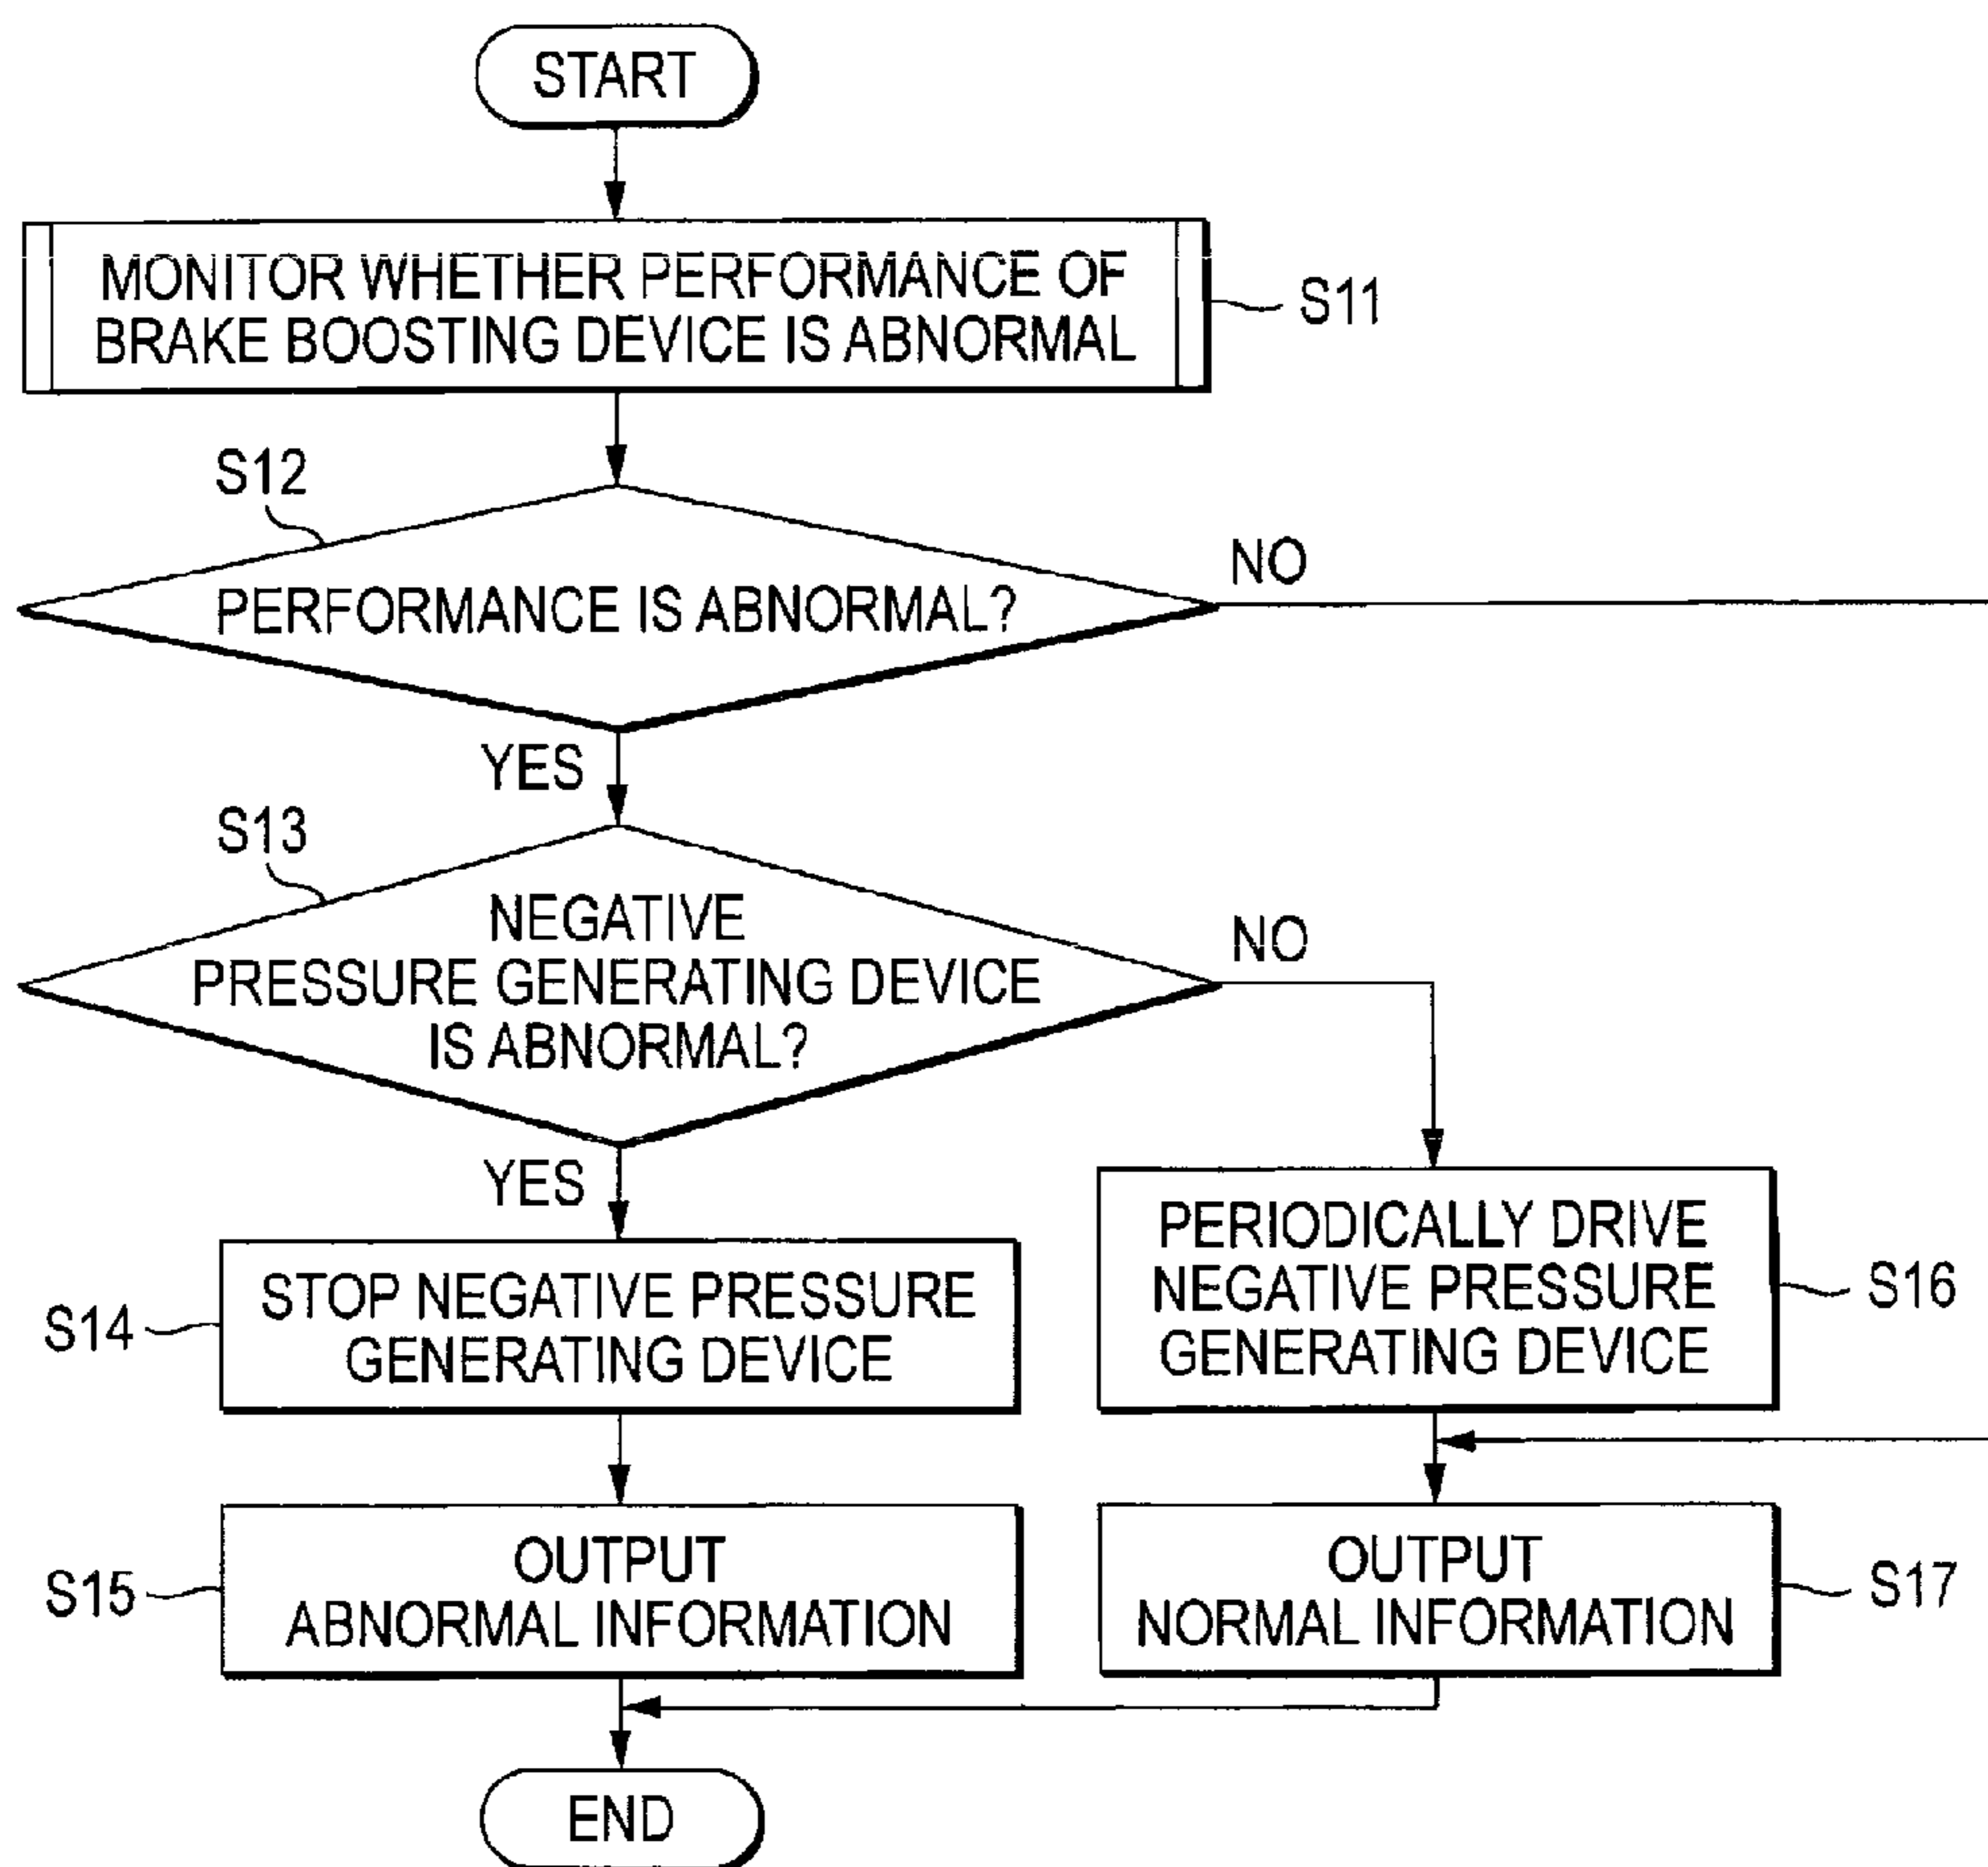 START
MONITOR WHETHER PERFORMANCE OF
BRAKE BOOSTING DEVICE IS ABNORMAL
S11
S12
NO
PERFORMANCE IS ABNORMAL?
YES
S13
NEGATIVE
PRESSURE GENERATING DEVICE
IS ABNORMAL?
NO
YES
STOP NEGATIVE PRESSURE
GENERATING DEVICE
S14
PERIODICALLY DRIVE
NEGATIVE PRESSURE
GENERATING DEVICE
S16
OUTPUT
ABNORMAL INFORMATION
S15
OUTPUT
NORMAL INFORMATION
S17
END